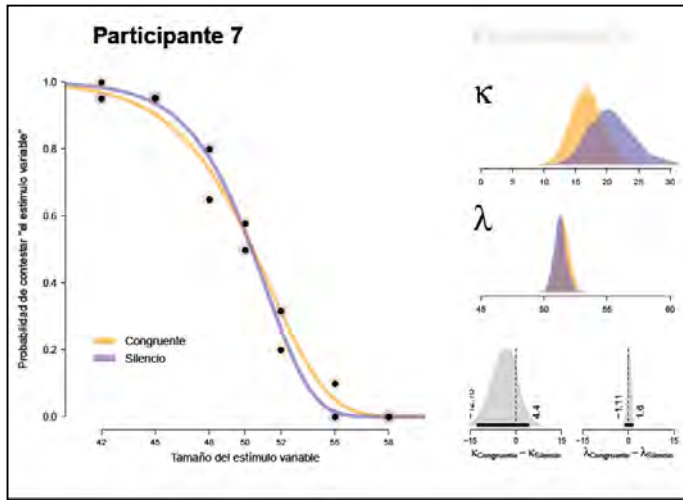 Participante 7
Probabilidad de contestar "el estímulo variable"
1.0
0.8
0.6
0.4
0.2
0.0
Congruente
Silencio
42 45 48 50 52 55 58
Tamaño del estímulo variable
κ
0 5 10 15 20 25 30
λ
45 50 55 60
4.4
-1.11
1.6
-15 0 15
κCongruente − κSilencio
-15 0 15
λCongruente − λSilencio